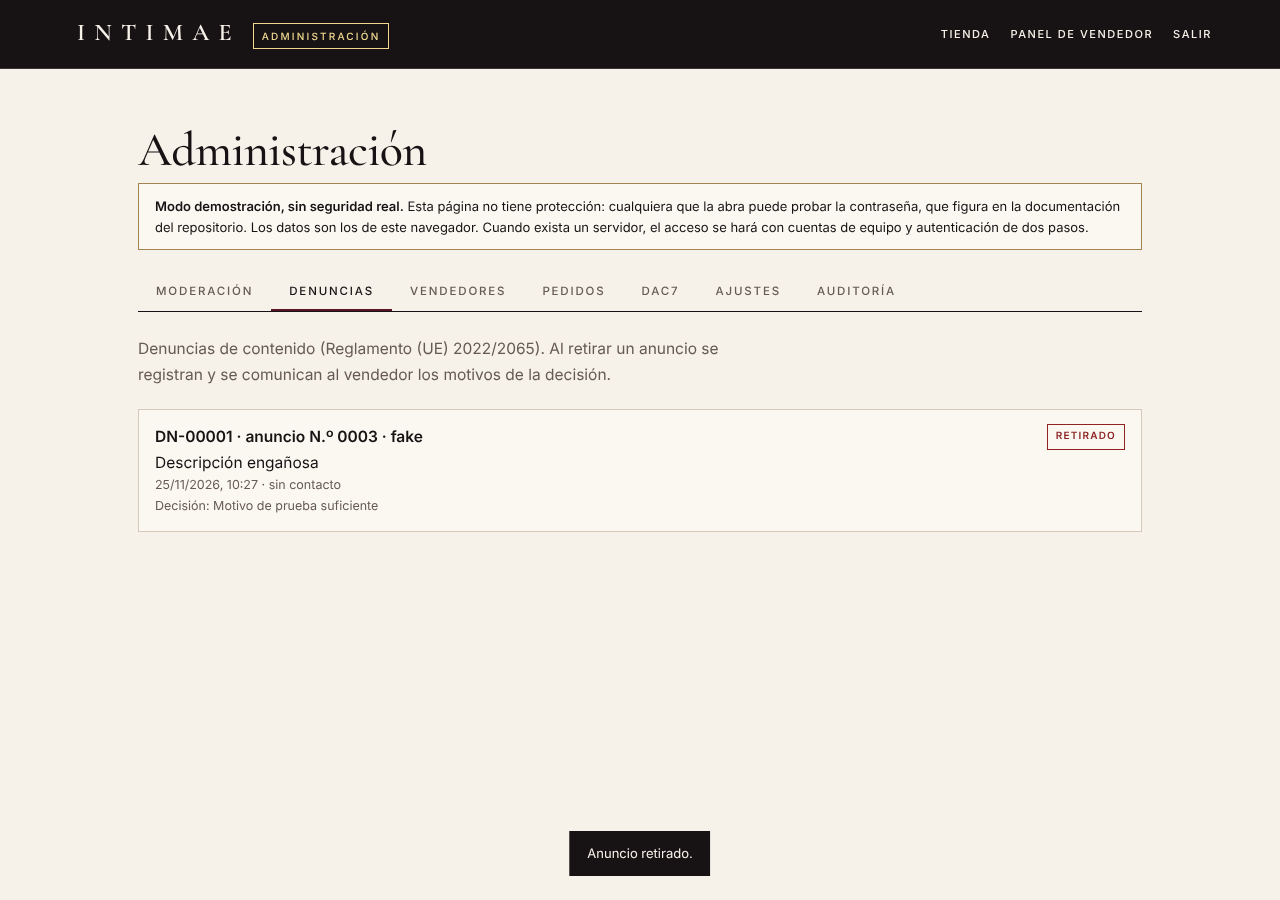 INTIMAE ADMINISTRACIÓN TIENDA PANEL DE VENDEDOR SALIR
Administración
Modo demostración, sin seguridad real. Esta página no tiene protección: cualquiera que la abra puede probar la contraseña, que figura en la documentación
del repositorio. Los datos son los de este navegador. Cuando exista un servidor, el acceso se hará con cuentas de equipo y autenticación de dos pasos.
MODERACIÓN DENUNCIAS VENDEDORES PEDIDOS DAC7 AJUSTES AUDITORÍA
Denuncias de contenido (Reglamento (UE) 2022/2065). Al retirar un anuncio se
registran y se comunican al vendedor los motivos de la decisión.
DN-00001 · anuncio N.º 0003 · fake RETIRADO
Descripción engañosa
25/11/2026, 10:27 · sin contacto
Decisión: Motivo de prueba suficiente
Anuncio retirado.